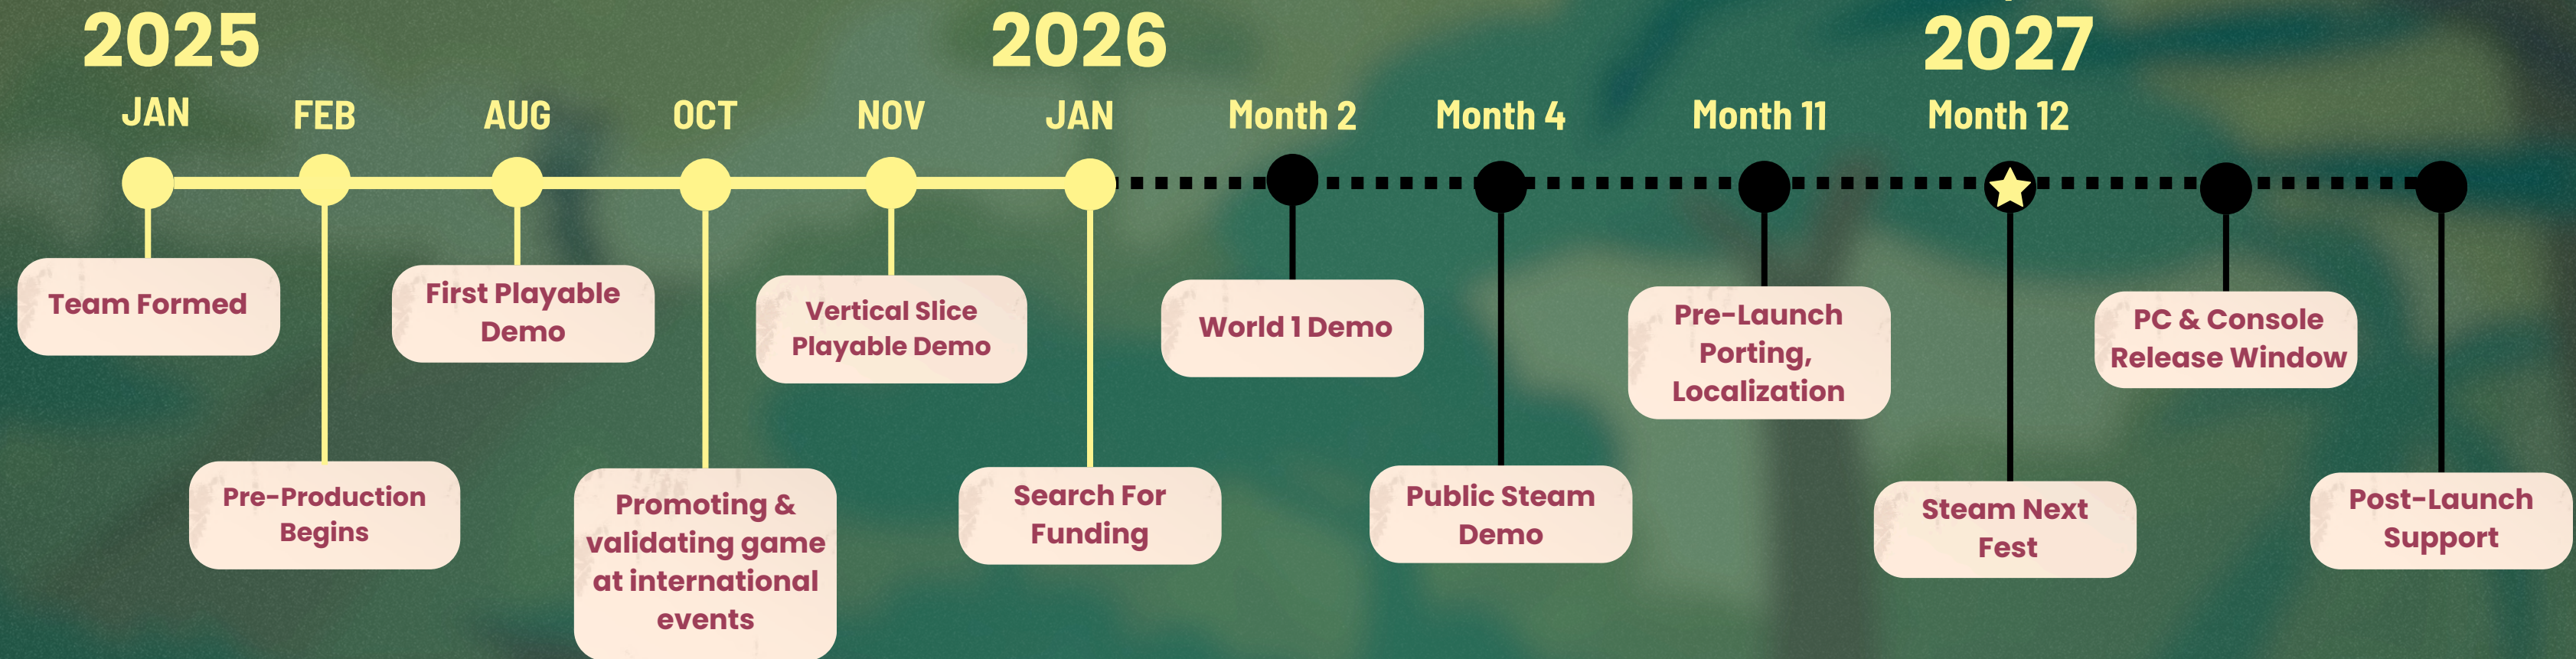 2025
2026
2027
JAN
FEB
AUG
OCT
NOV
JAN
Month 2
Month 4
Month 11
Month 12
Team Formed
Pre-Production
Begins
First Playable
Demo
Promoting &
validating game
at international
events
Vertical Slice
Playable Demo
Search For
Funding
World 1 Demo
Public Steam
Demo
Pre-Launch
Porting,
Localization
Steam Next
Fest
PC & Console
Release Window
Post-Launch
Support